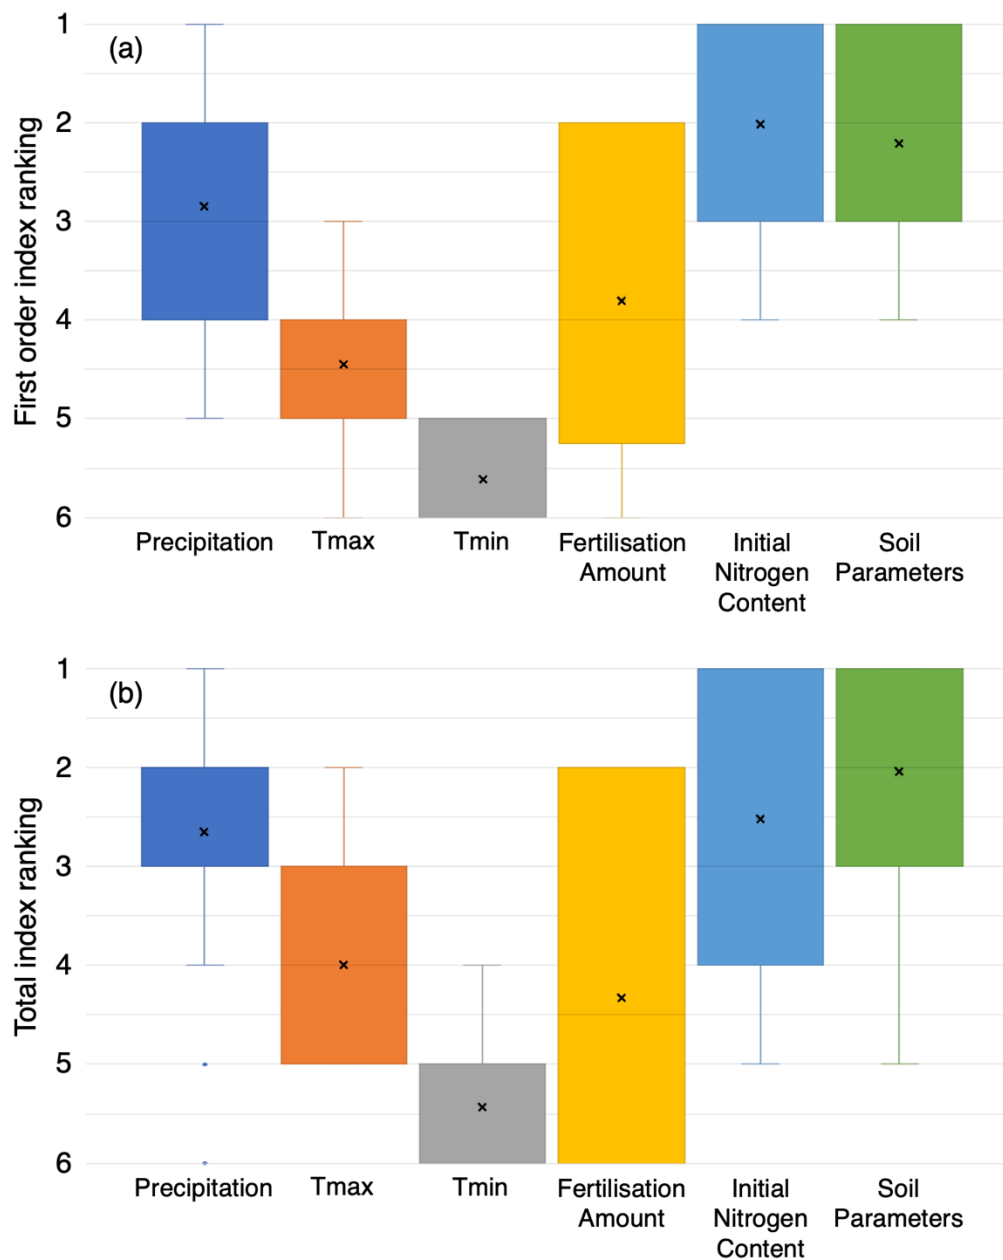 (a)
First order index ranking
1
2
3
4
5
6
Precipitation
Tmax
Tmin
Fertilisation
Amount
Initial
Nitrogen
Content
Soil
Parameters
(b)
Total index ranking
1
2
3
4
5
6
Precipitation
Tmax
Tmin
Fertilisation
Amount
Initial
Nitrogen
Content
Soil
Parameters